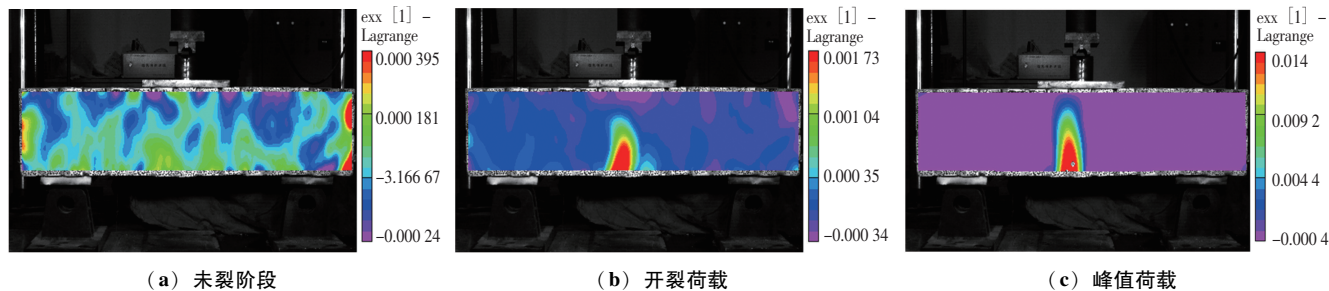 exx [1] -
Lagrange
0.000 395
0.000 181
-3.166 67
-0.000 24
(a) 未裂阶段
exx [1] -
Lagrange
0.001 73
0.001 04
0.000 35
-0.000 34
(b) 开裂荷载
exx [1] -
Lagrange
0.014
0.009 2
0.004 4
-0.000 4
(c) 峰值荷载